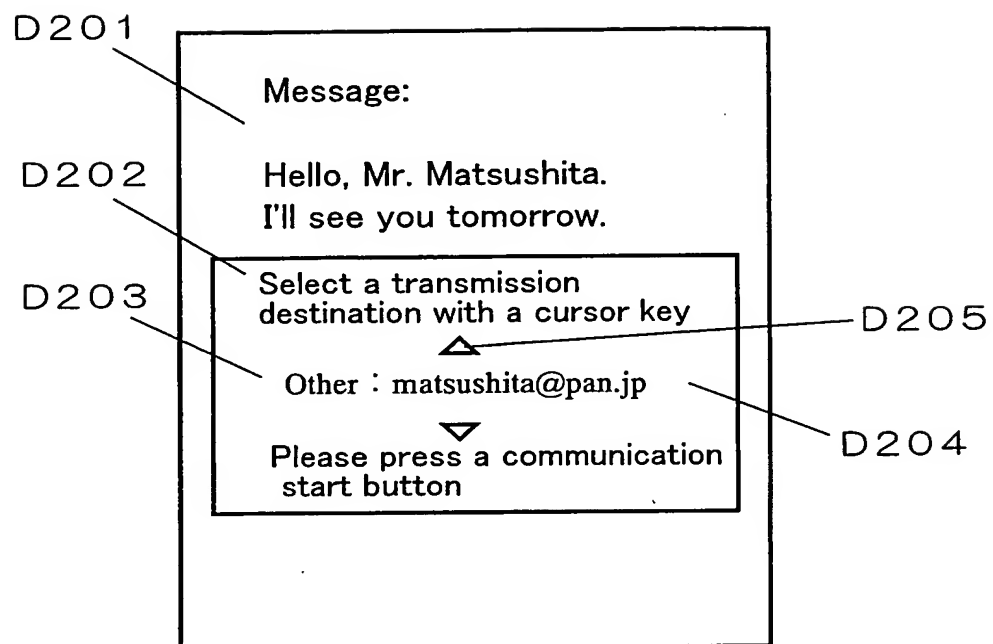 D201
Message:
D202
Hello, Mr. Matsushita.
I'll see you tomorrow.
D203
Select a transmission
destination with a cursor key
D205
Other : matsushita@pan.jp
D204
Please press a communication
start button